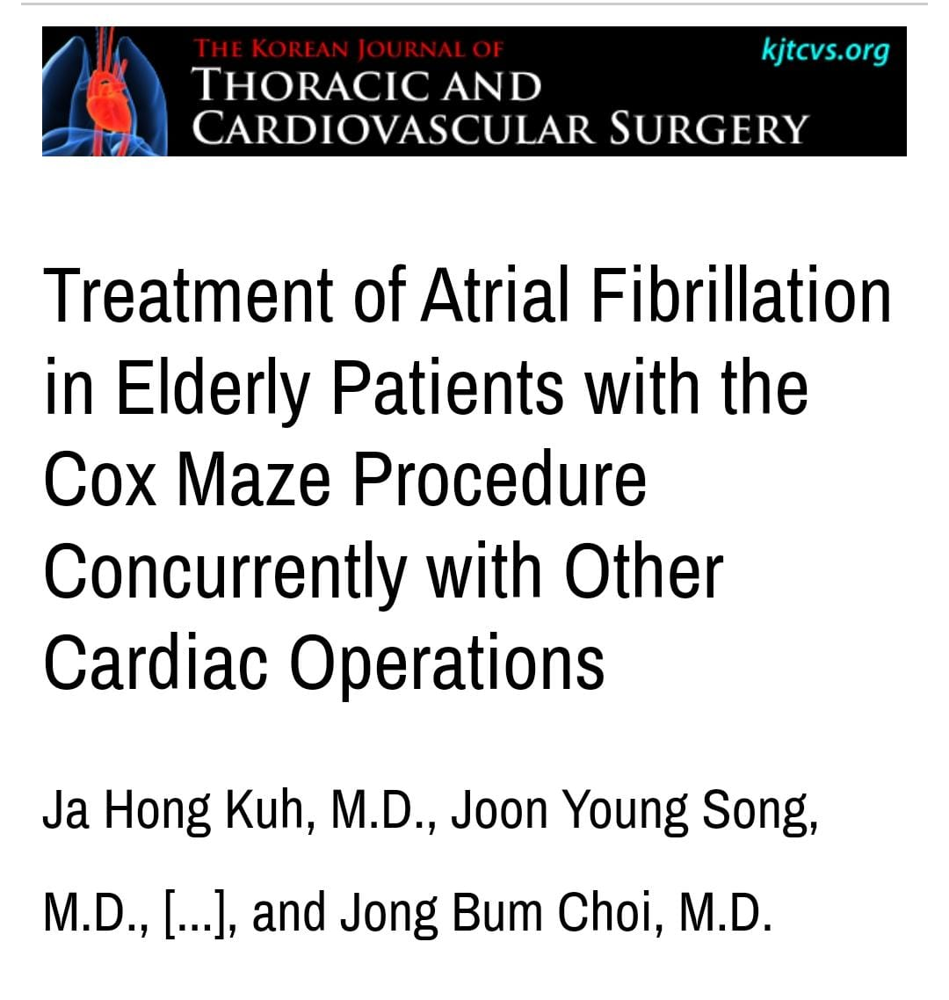 THE KOREAN JOURNAL OF
kjtcvs.org
THORACIC AND
CARDIOVASCULAR SURGERY
Treatment of Atrial Fibrillation
in Elderly Patients with the
Cox Maze Procedure
Concurrently with Other
Cardiac Operations
Ja Hong Kuh, M.D., Joon Young Song,
M.D., [...], and Jong Bum Choi, M.D.